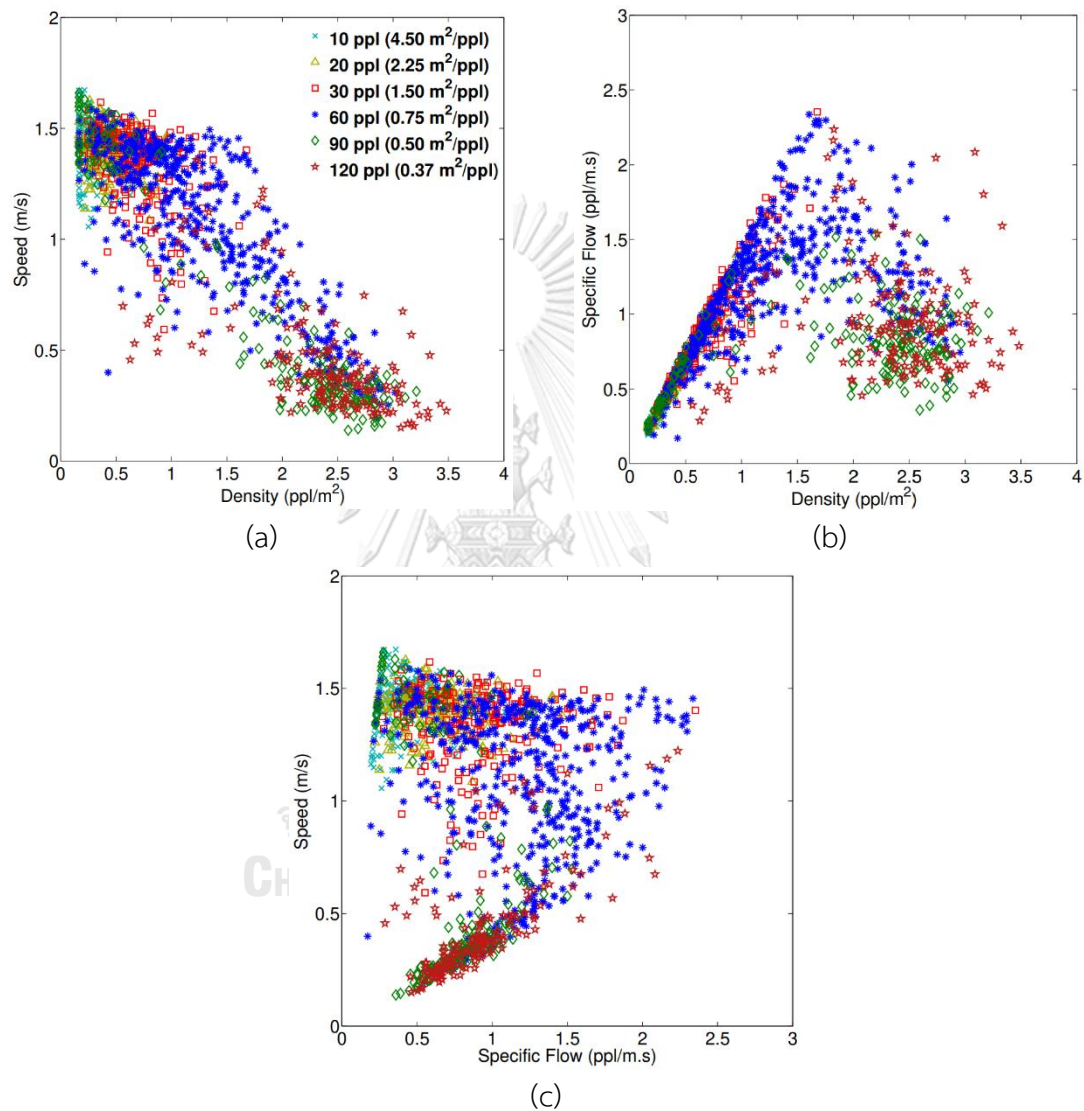 2
1.5
1
0.5
0
Speed (m/s)
10 ppl (4.50 m²/ppl)
20 ppl (2.25 m²/ppl)
30 ppl (1.50 m²/ppl)
60 ppl (0.75 m²/ppl)
90 ppl (0.50 m²/ppl)
120 ppl (0.37 m²/ppl)
0 0.5 1 1.5 2 2.5 3 3.5 4
Density (ppl/m²)
(a)
3
2.5
2
1.5
1
0.5
0
Specific Flow (ppl/m.s)
0 0.5 1 1.5 2 2.5 3 3.5 4
Density (ppl/m²)
(b)
2
1.5
1
0.5
0
Speed (m/s)
0 0.5 1 1.5 2 2.5 3
Specific Flow (ppl/m.s)
(c)